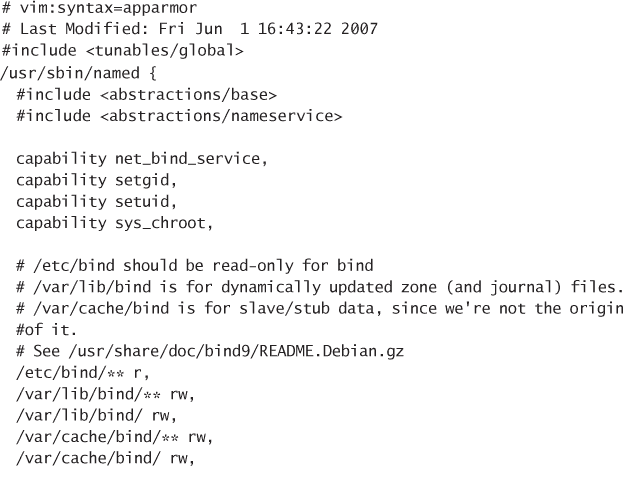 # vim:syntax=apparmor
# Last Modified: Fri Jun  1 16:43:22 2007
#include <tunables/global>
/usr/sbin/named {
  #include <abstractions/base>
  #include <abstractions/nameservice>

  capability net_bind_service,
  capability setgid,
  capability setuid,
  capability sys_chroot,

  # /etc/bind should be read-only for bind
  # /var/lib/bind is for dynamically updated zone (and journal) files.
  # /var/cache/bind is for slave/stub data, since we're not the origin
  #of it.
  # See /usr/share/doc/bind9/README.Debian.gz
  /etc/bind/** r,
  /var/lib/bind/** rw,
  /var/lib/bind/ rw,
  /var/cache/bind/** rw,
  /var/cache/bind/ rw,